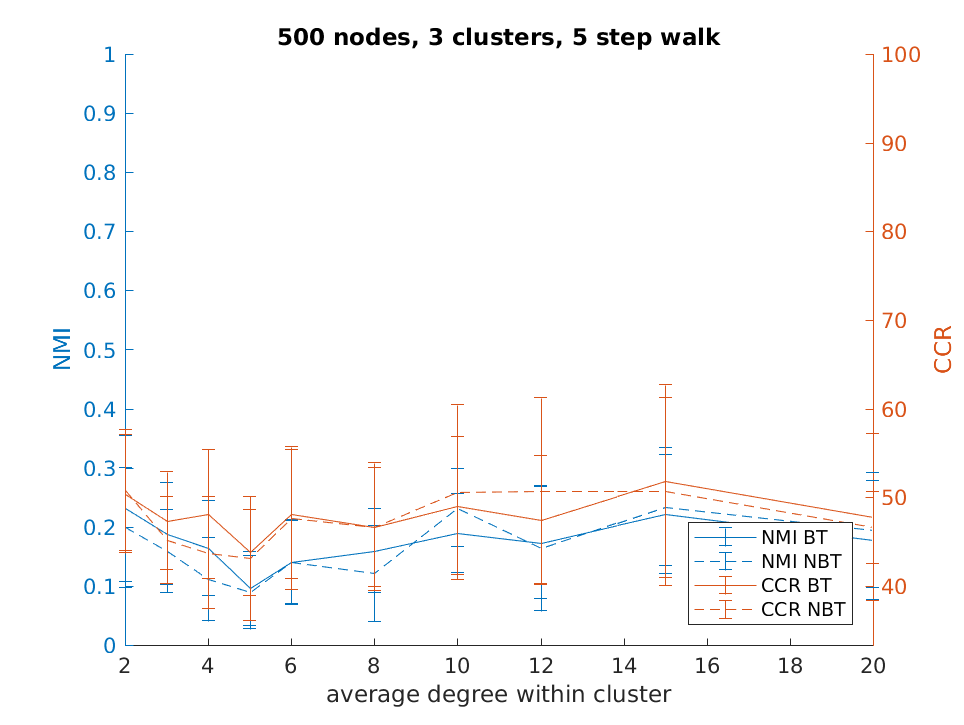 500 nodes, 3 clusters, 5 step walk
1
0.9
0.8
0.7
0.6
0.5
0.4
0.3
0.2
0.1
0
NMI
100
90
80
70
60
50
40
CCR
NMI BT
NMI NBT
CCR BT
CCR NBT
2 4 6 8 10 12 14 16 18 20
average degree within cluster